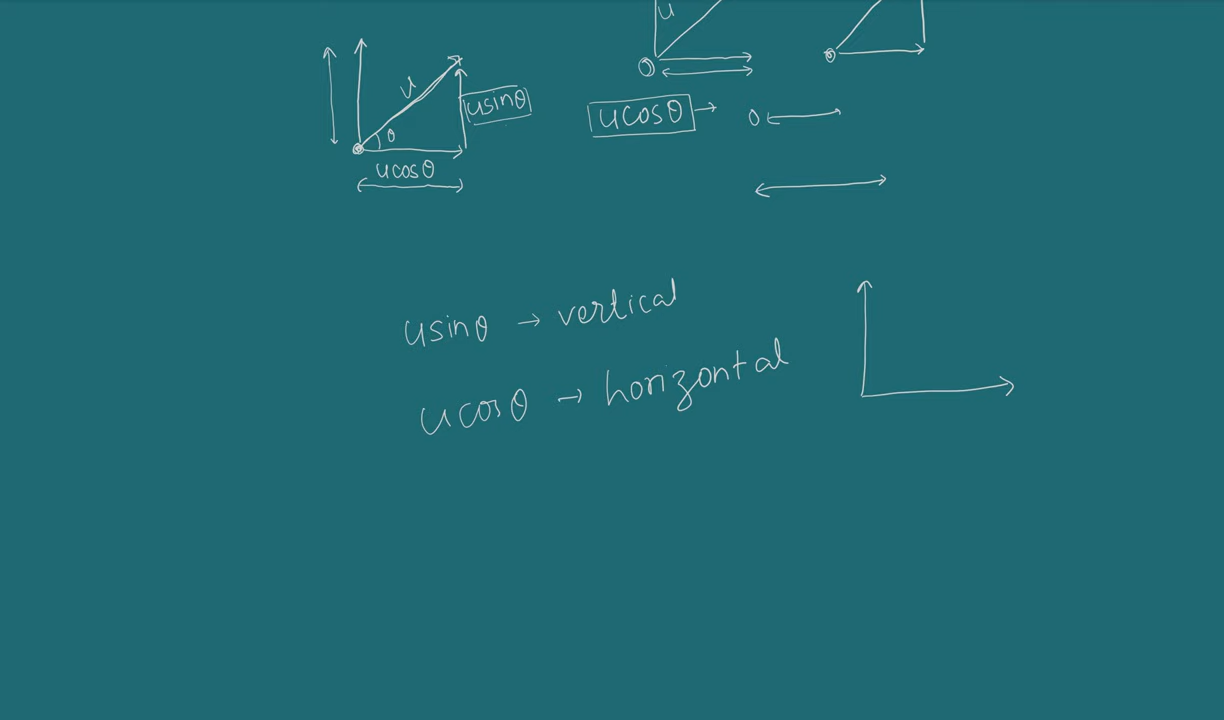 u
u
usinθ
θ
ucosθ
ucosθ →
usinθ → vertical
ucosθ → horizontal